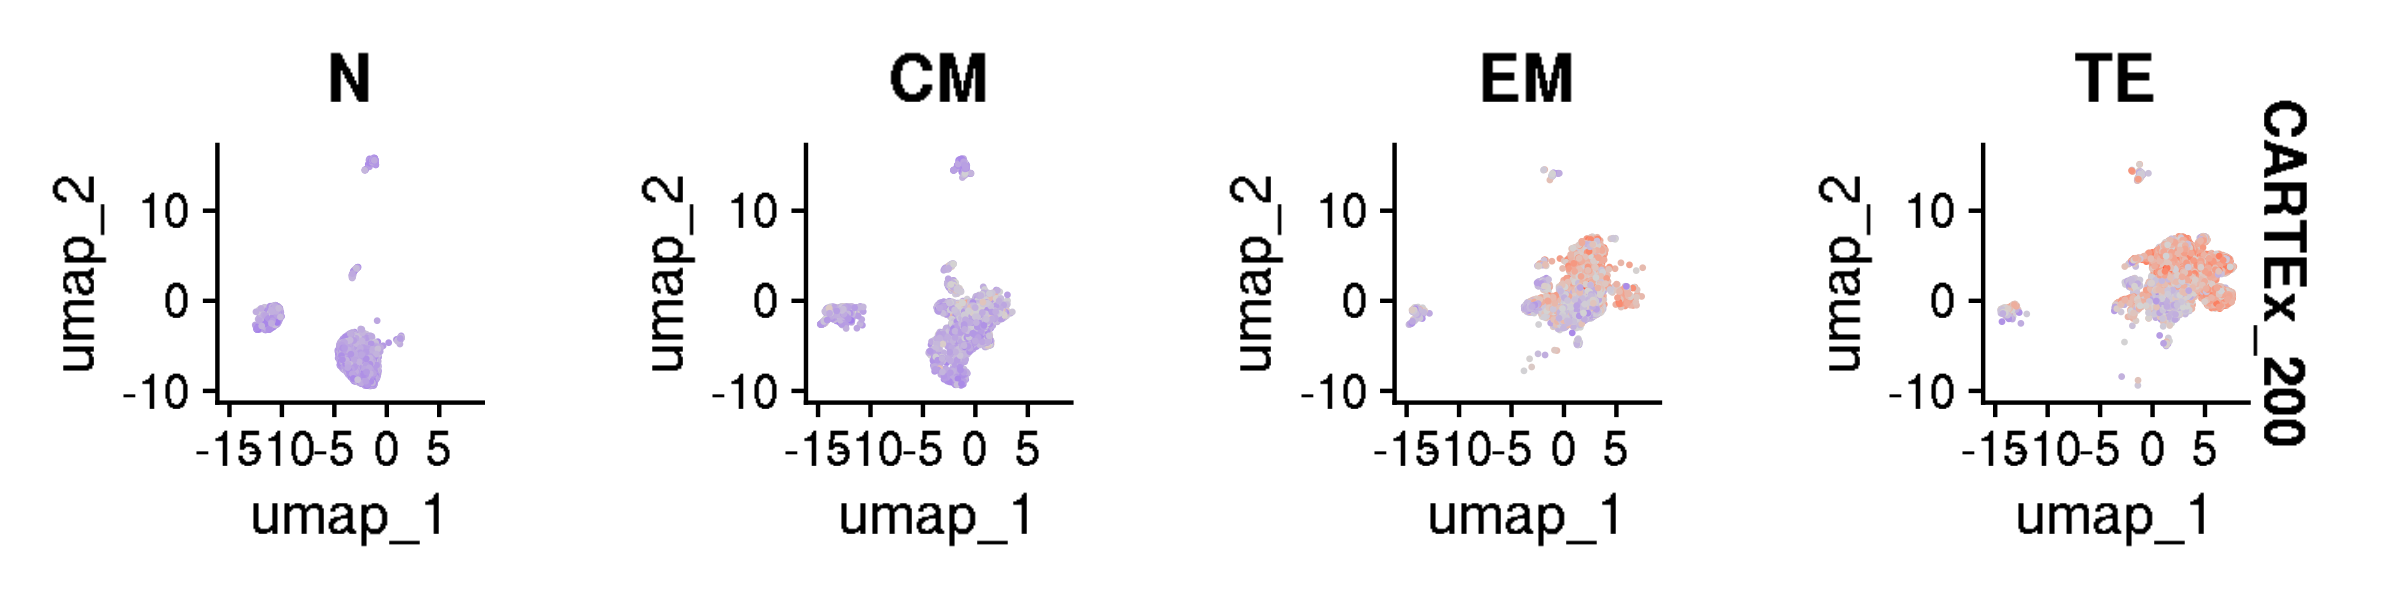 N CM EM TE
CARTEx_200
umap_2 umap_2 umap_2 umap_2
10 10 10 10
0 0 0 0
-10 -10 -10 -10
-15 -10 -5 0 5 -15 -10 -5 0 5 -15 -10 -5 0 5 -15 -10 -5 0 5
umap_1 umap_1 umap_1 umap_1